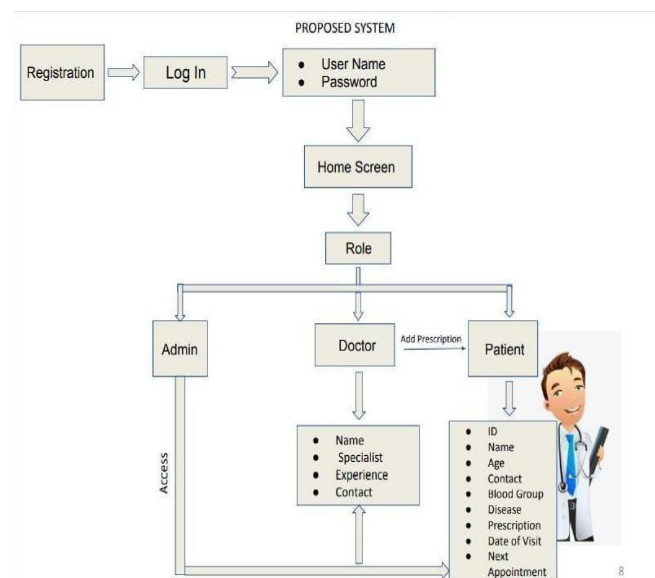 PROPOSED SYSTEM
Registration
Log In
● User Name
● Password
Home Screen
Role
Admin
Doctor
Add Prescription
Patient
Access
● Name
● Specialist
● Experience
● Contact
● ID
● Name
● Age
● Contact
● Blood Group
● Disease
● Prescription
● Date of Visit
● Next
Appointment
8